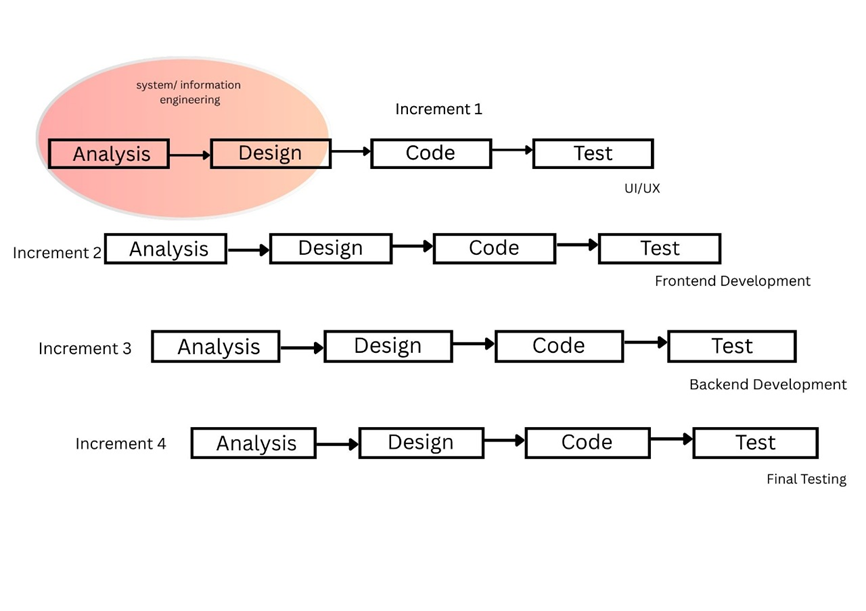 system/ information
engineering
Increment 1
Analysis
Design
Code
Test
UI/UX
Increment 2
Analysis
Design
Code
Test
Frontend Development
Increment 3
Analysis
Design
Code
Test
Backend Development
Increment 4
Analysis
Design
Code
Test
Final Testing